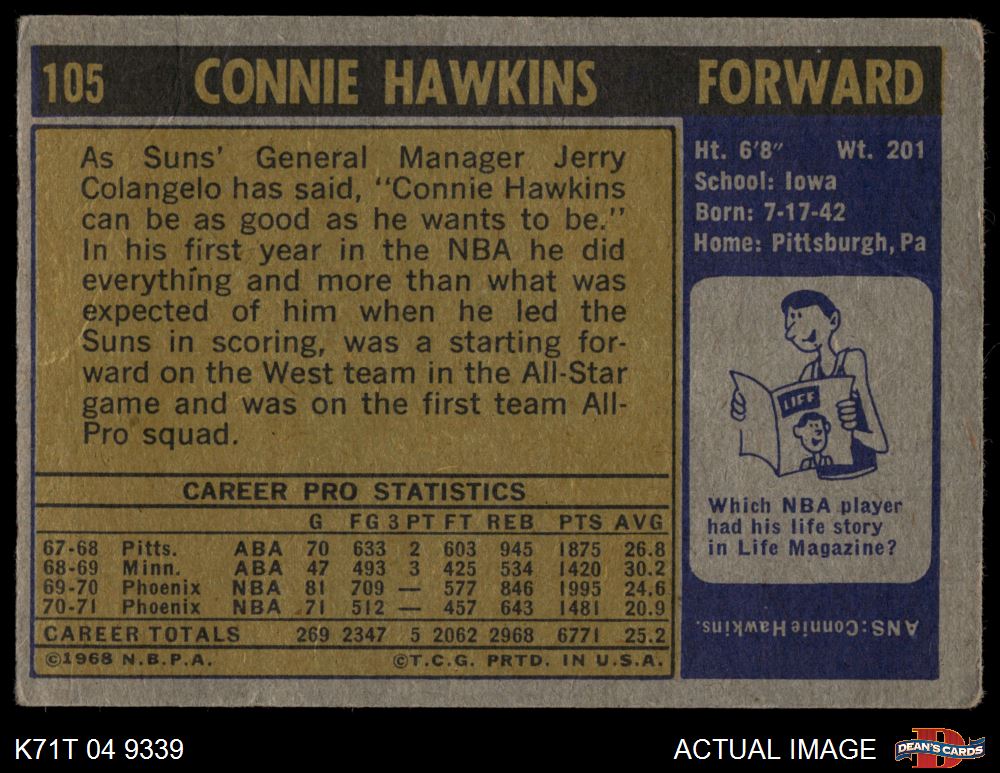 105 CONNIE HAWKINS FORWARD
As Suns' General Manager Jerry
Colangelo has said, "Connie Hawkins
can be as good as he wants to be."
In his first year in the NBA he did
everything and more than what was
expected of him when he led the
Suns in scoring, was a starting for-
ward on the West team in the All-Star
game and was on the first team All-
Pro squad.
Ht. 6'8" Wt. 201
School: Iowa
Born: 7-17-42
Home: Pittsburgh, Pa
LIFE
Which NBA player
had his life story
in Life Magazine?
ANS: Connie Hawkins.
CAREER PRO STATISTICS
G FG 3 PT FT REB PTS AVG
67-68 Pitts. ABA 70 633 2 603 945 1875 26.8
68-69 Minn. ABA 47 493 3 425 534 1420 30.2
69-70 Phoenix NBA 81 709 — 577 846 1995 24.6
70-71 Phoenix NBA 71 512 — 457 643 1481 20.9
CAREER TOTALS 269 2347 5 2062 2968 6771 25.2
©1968 N.B.P.A. ©T.C.G. PRTD. IN U.S.A.
K71T 04 9339 ACTUAL IMAGE
D
DEAN'S CARDS